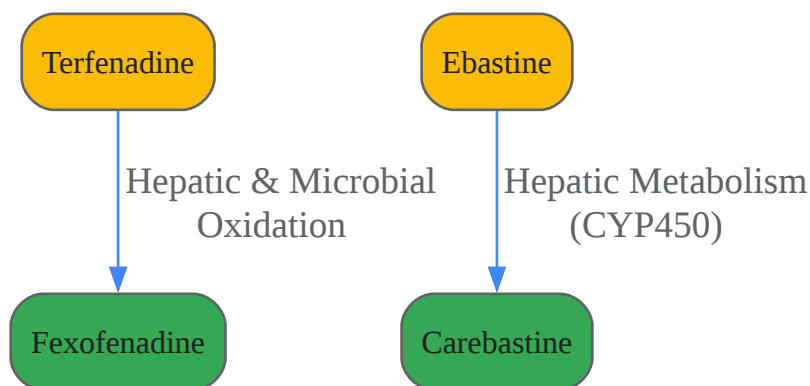 Terfenadine
Ebastine
Hepatic & Microbial
Oxidation
Hepatic Metabolism
(CYP450)
Fexofenadine
Carebastine